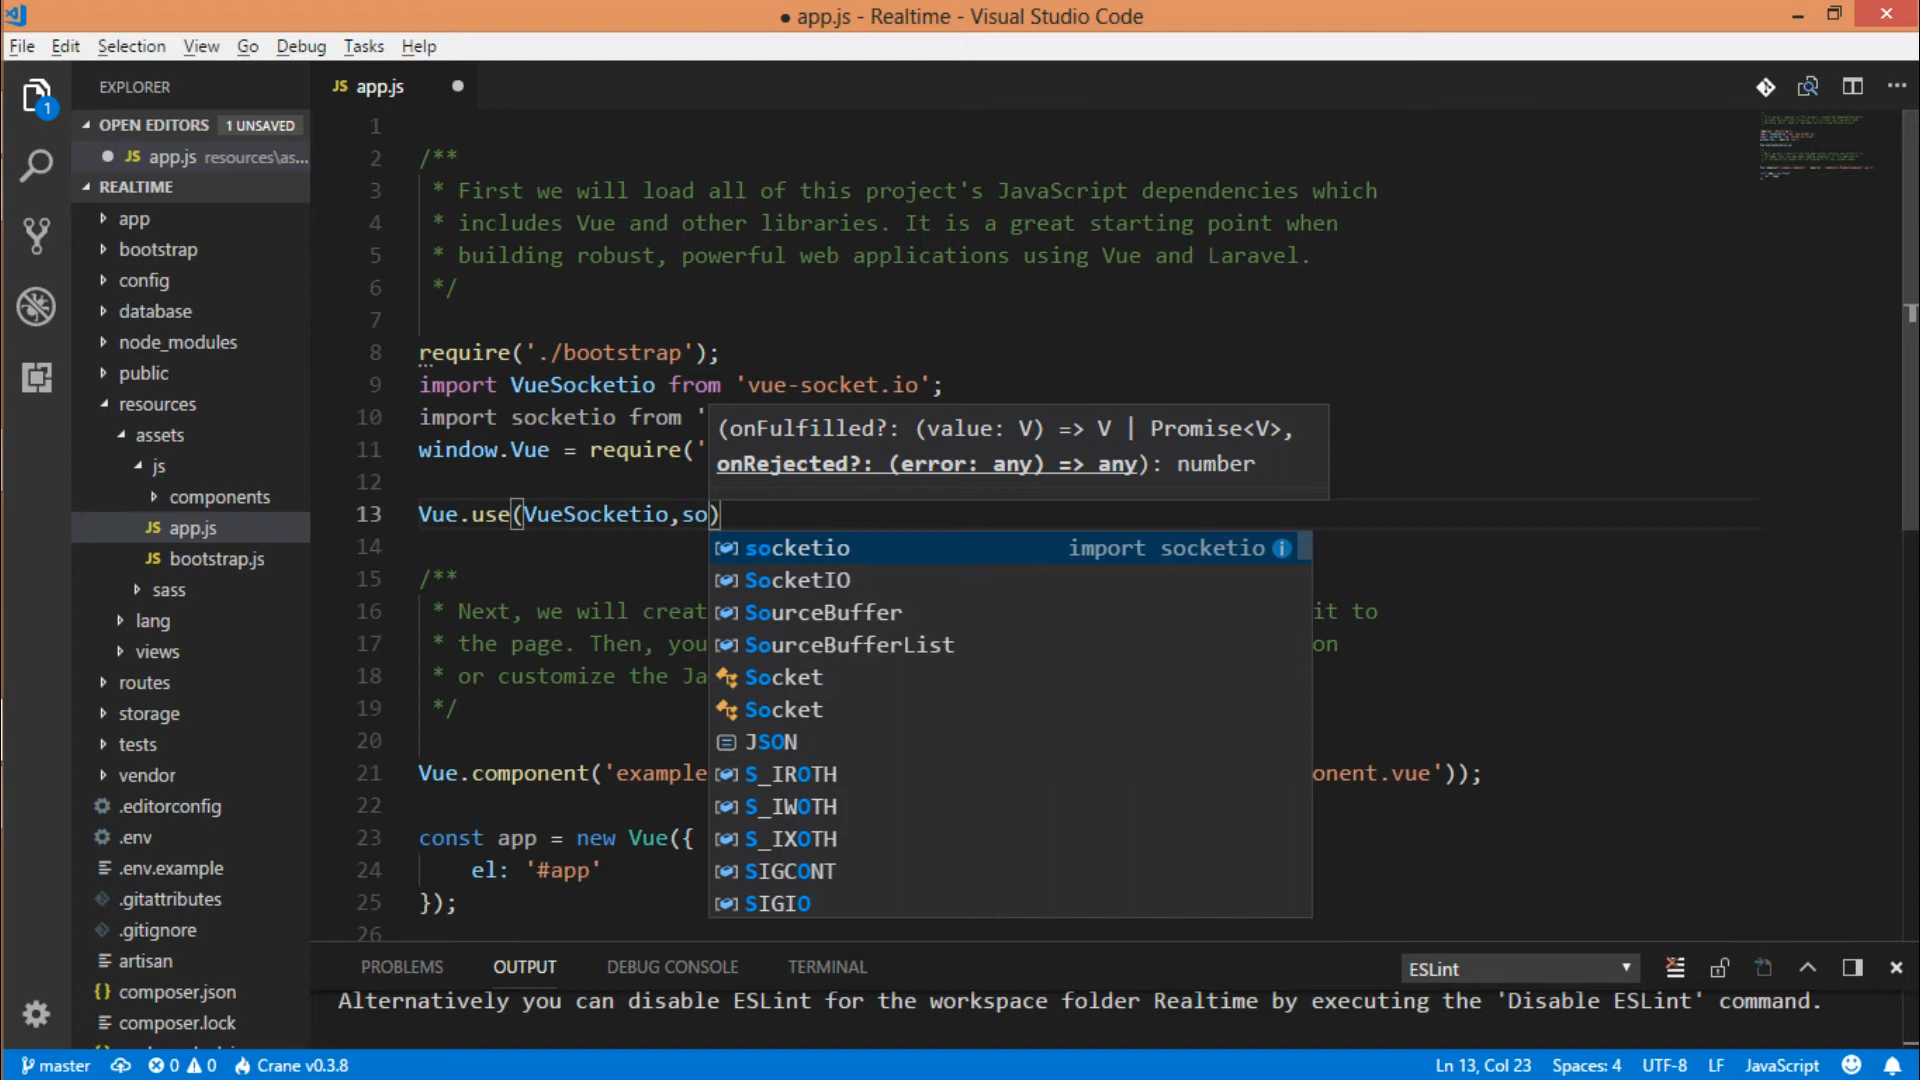 ● app.js - Realtime - Visual Studio Code
File Edit Selection View Go Debug Tasks Help
EXPLORER
OPEN EDITORS 1 UNSAVED
JS app.js resources\as...
REALTIME
app
bootstrap
config
database
node_modules
public
resources
assets
js
components
JS app.js
JS bootstrap.js
sass
lang
views
routes
storage
tests
vendor
.editorconfig
.env
.env.example
.gitattributes
.gitignore
artisan
{} composer.json
composer.lock
1
JS app.js ●
1
2 /**
3 * First we will load all of this project's JavaScript dependencies which
4 * includes Vue and other libraries. It is a great starting point when
5 * building robust, powerful web applications using Vue and Laravel.
6 */
7
8 require('./bootstrap');
9 import VueSocketio from 'vue-socket.io';
10 import socketio from '
11 window.Vue = require('
12
13 Vue.use(VueSocketio,so)
14
15 /**
16 * Next, we will creat it to
17 * the page. Then, you on
18 * or customize the Ja
19 */
20
21 Vue.component('example onent.vue'));
22
23 const app = new Vue({
24 el: '#app'
25 });
26
(onFulfilled?: (value: V) => V | Promise<V>,
onRejected?: (error: any) => any): number
socketio import socketio
SocketIO
SourceBuffer
SourceBufferList
Socket
Socket
JSON
S_IROTH
S_IWOTH
S_IXOTH
SIGCONT
SIGIO
PROBLEMS OUTPUT DEBUG CONSOLE TERMINAL ESLint
Alternatively you can disable ESLint for the workspace folder Realtime by executing the 'Disable ESLint' command.
master 0 0 Crane v0.3.8 Ln 13, Col 23 Spaces: 4 UTF-8 LF JavaScript